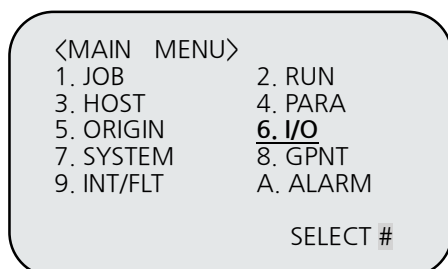 〈MAIN MENU〉
1. JOB 2. RUN
3. HOST 4. PARA
5. ORIGIN 6. I/O
7. SYSTEM 8. GPNT
9. INT/FLT A. ALARM
SELECT #